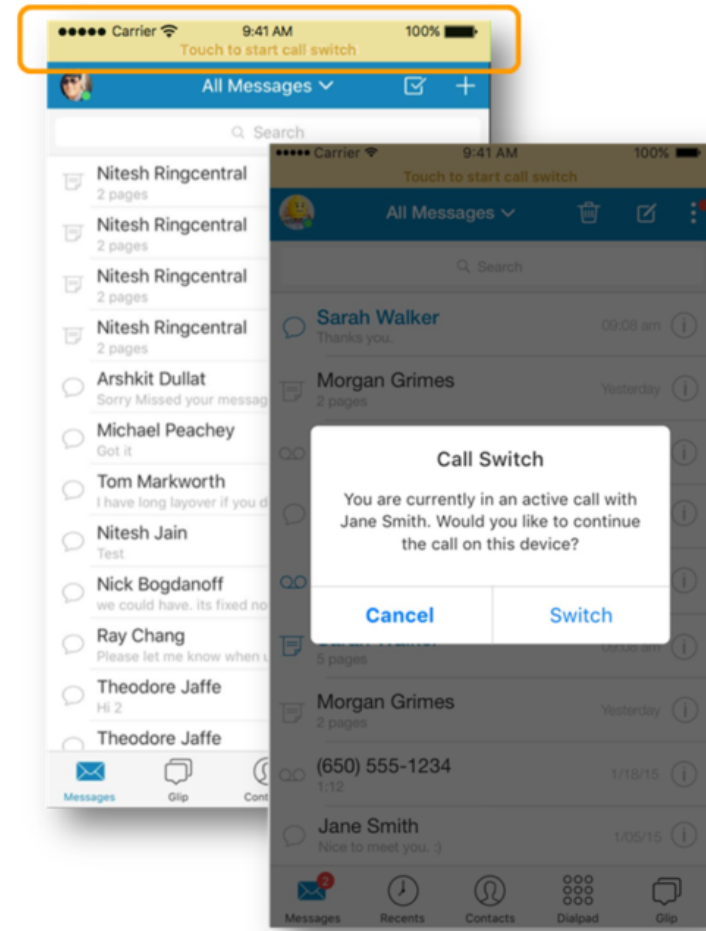 Carrier 9:41 AM 100%
Touch to start call switch
All Messages
Search
Nitesh Ringcentral
2 pages
Nitesh Ringcentral
2 pages
Nitesh Ringcentral
2 pages
Nitesh Ringcentral
2 pages
Arshkit Dullat
Sorry Missed your messag
Michael Peachey
Got it
Tom Markworth
I have long layover if you d
Nitesh Jain
Test
Nick Bogdanoff
we could have. its fixed no
Ray Chang
Please let me know when u
Theodore Jaffe
Hi 2
Theodore Jaffe
Messages Glip Cont
Carrier 9:41 AM 100%
Touch to start call switch
All Messages
Search
Sarah Walker 09:08 am
Thanks you.
Morgan Grimes Yesterday
2 pages
Call Switch
You are currently in an active call with
Jane Smith. Would you like to continue
the call on this device?
Cancel Switch
5 pages
Morgan Grimes Yesterday
2 pages
(650) 555-1234 1/18/15
1:12
Jane Smith 1/05/15
Nice to meet you. :)
2
Messages Recents Contacts Dialpad Glip